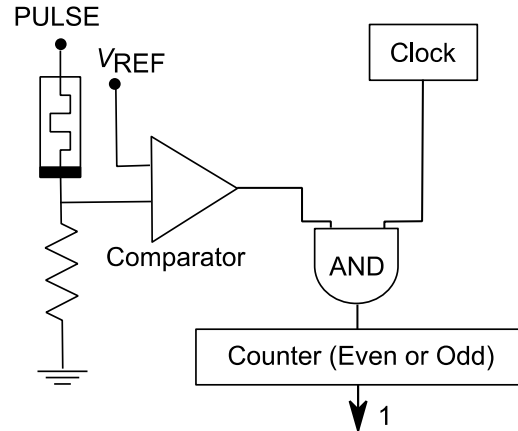 PULSE
VREF
Clock
Comparator
AND
Counter (Even or Odd)
1